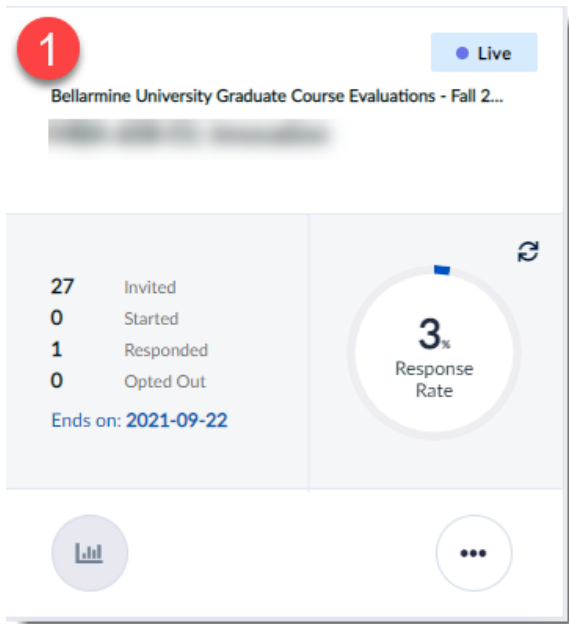 1
Live
Bellarmine University Graduate Course Evaluations - Fall 2...
27 Invited
0 Started
1 Responded
0 Opted Out
Ends on: 2021-09-22
3%
Response
Rate